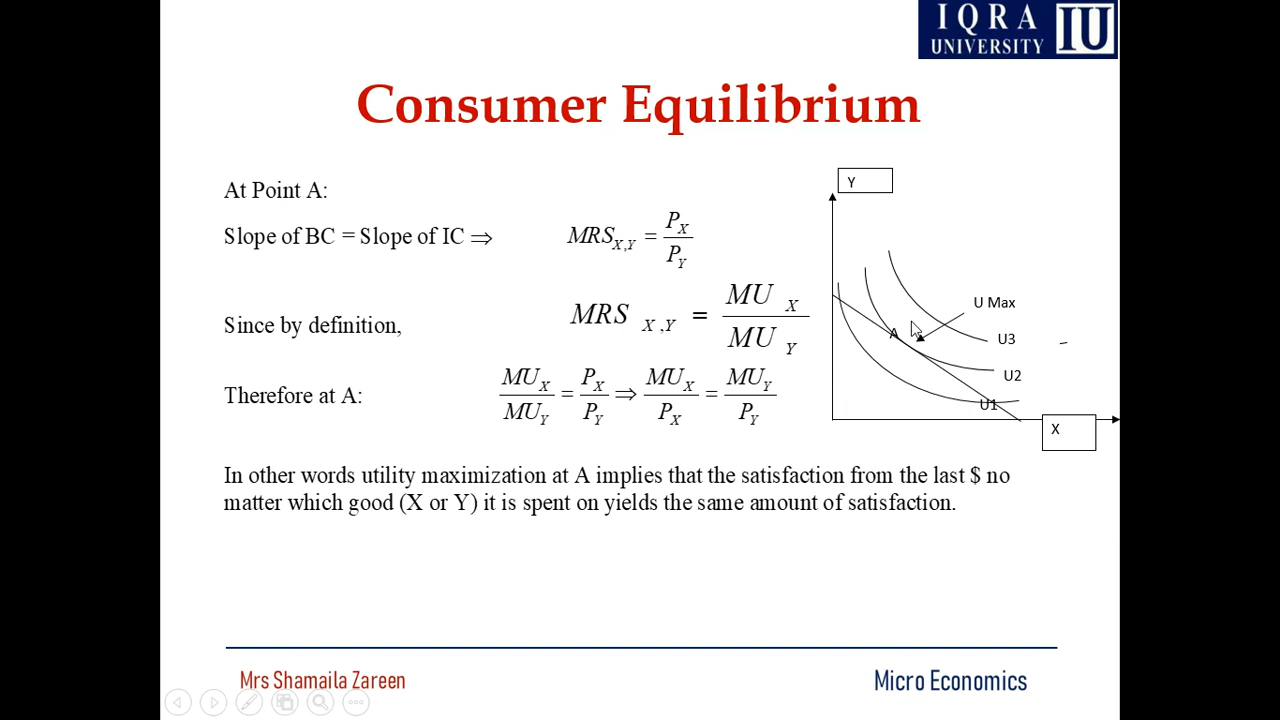 IQRA
UNIVERSITY IU
Consumer Equilibrium
At Point A:
Slope of BC = Slope of IC ⇒ MRS_{X,Y} = P_X / P_Y
Since by definition, MRS_{X,Y} = MU_X / MU_Y
Therefore at A: MU_X / MU_Y = P_X / P_Y ⇒ MU_X / P_X = MU_Y / P_Y
In other words utility maximization at A implies that the satisfaction from the last $ no
matter which good (X or Y) it is spent on yields the same amount of satisfaction.
Y
U Max
A
U3
U2
U1
X
Mrs Shamaila Zareen
Micro Economics